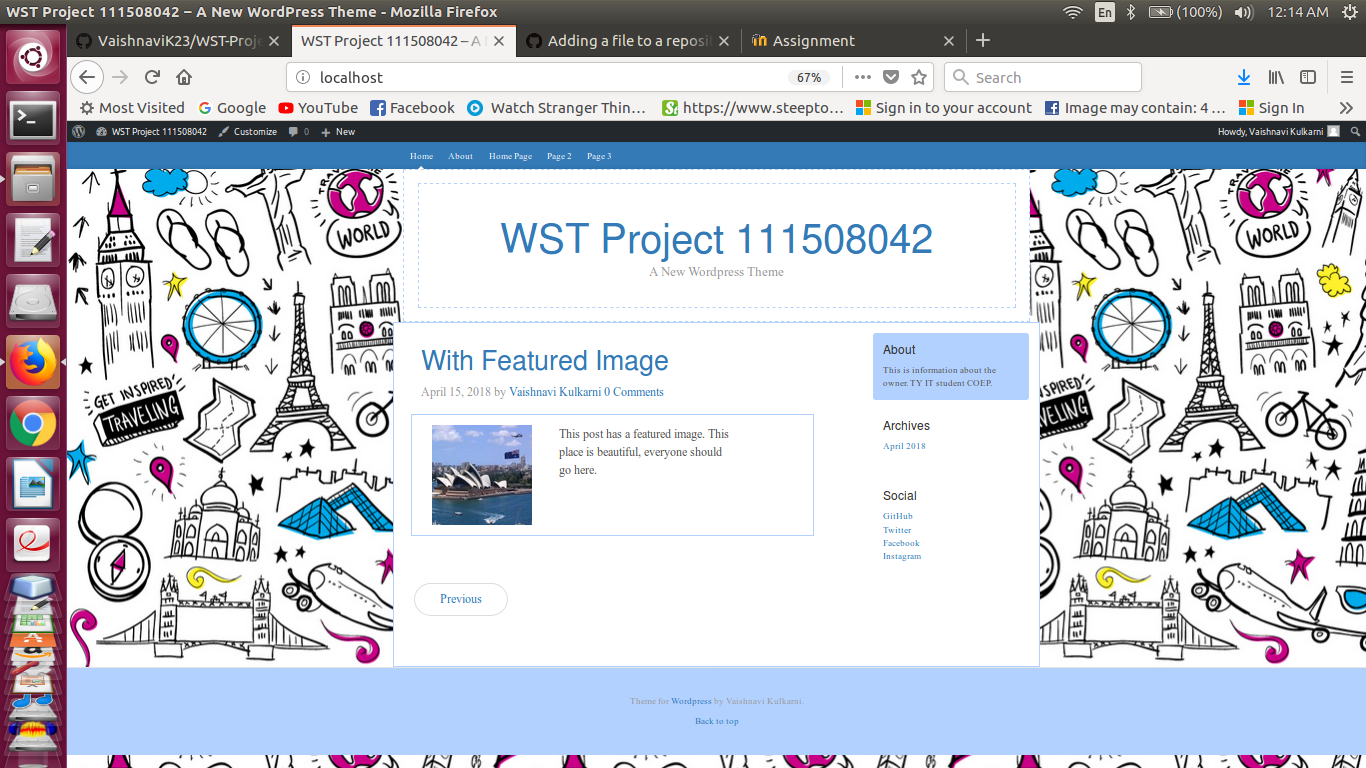 WST Project 111508042 – A New WordPress Theme - Mozilla Firefox
En
(100%)
12:14 AM
VaishnaviK23/WST-Proj
WST Project 111508042 – A
Adding a file to a reposit
Assignment
localhost
67%
Search
Most Visited
Google
YouTube
Facebook
Watch Stranger Thin…
https://www.steepto…
Sign in to your account
Image may contain: 4 …
Sign In
WST Project 111508042
Customize
0
New
Howdy, Vaishnavi Kulkarni
Home
About
Home Page
Page 2
Page 3
WST Project 111508042
A New Wordpress Theme
With Featured Image
April 15, 2018 by Vaishnavi Kulkarni 0 Comments
This post has a featured image. This
place is beautiful, everyone should
go here.
Previous
About
This is information about the
owner. TY IT student COEP.
Archives
April 2018
Social
GitHub
Twitter
Facebook
Instagram
WORLD
WORLD
GET INSPIRED
TRAVELING
Theme for Wordpress by Vaishnavi Kulkarni.
Back to top